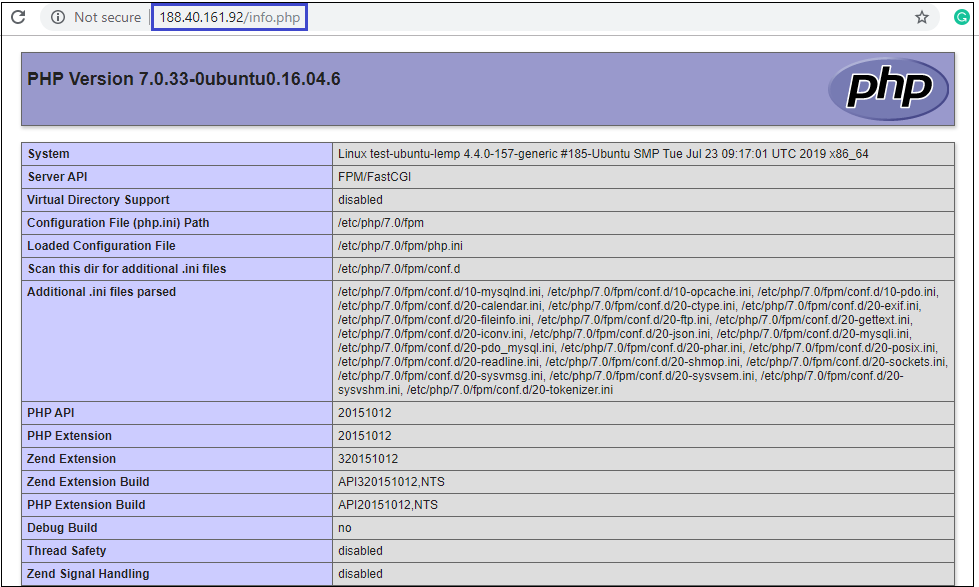 Not secure
188.40.161.92/info.php
PHP Version 7.0.33-0ubuntu0.16.04.6
php
System Linux test-ubuntu-lemp 4.4.0-157-generic #185-Ubuntu SMP Tue Jul 23 09:17:01 UTC 2019 x86_64
Server API FPM/FastCGI
Virtual Directory Support disabled
Configuration File (php.ini) Path /etc/php/7.0/fpm
Loaded Configuration File /etc/php/7.0/fpm/php.ini
Scan this dir for additional .ini files /etc/php/7.0/fpm/conf.d
Additional .ini files parsed /etc/php/7.0/fpm/conf.d/10-mysqlnd.ini, /etc/php/7.0/fpm/conf.d/10-opcache.ini, /etc/php/7.0/fpm/conf.d/10-pdo.ini,
/etc/php/7.0/fpm/conf.d/20-calendar.ini, /etc/php/7.0/fpm/conf.d/20-ctype.ini, /etc/php/7.0/fpm/conf.d/20-exif.ini,
/etc/php/7.0/fpm/conf.d/20-fileinfo.ini, /etc/php/7.0/fpm/conf.d/20-ftp.ini, /etc/php/7.0/fpm/conf.d/20-gettext.ini,
/etc/php/7.0/fpm/conf.d/20-iconv.ini, /etc/php/7.0/fpm/conf.d/20-json.ini, /etc/php/7.0/fpm/conf.d/20-mysqli.ini,
/etc/php/7.0/fpm/conf.d/20-pdo_mysql.ini, /etc/php/7.0/fpm/conf.d/20-phar.ini, /etc/php/7.0/fpm/conf.d/20-posix.ini,
/etc/php/7.0/fpm/conf.d/20-readline.ini, /etc/php/7.0/fpm/conf.d/20-shmop.ini, /etc/php/7.0/fpm/conf.d/20-sockets.ini,
/etc/php/7.0/fpm/conf.d/20-sysvmsg.ini, /etc/php/7.0/fpm/conf.d/20-sysvsem.ini, /etc/php/7.0/fpm/conf.d/20-
sysvshm.ini, /etc/php/7.0/fpm/conf.d/20-tokenizer.ini
PHP API 20151012
PHP Extension 20151012
Zend Extension 320151012
Zend Extension Build API320151012,NTS
PHP Extension Build API20151012,NTS
Debug Build no
Thread Safety disabled
Zend Signal Handling disabled